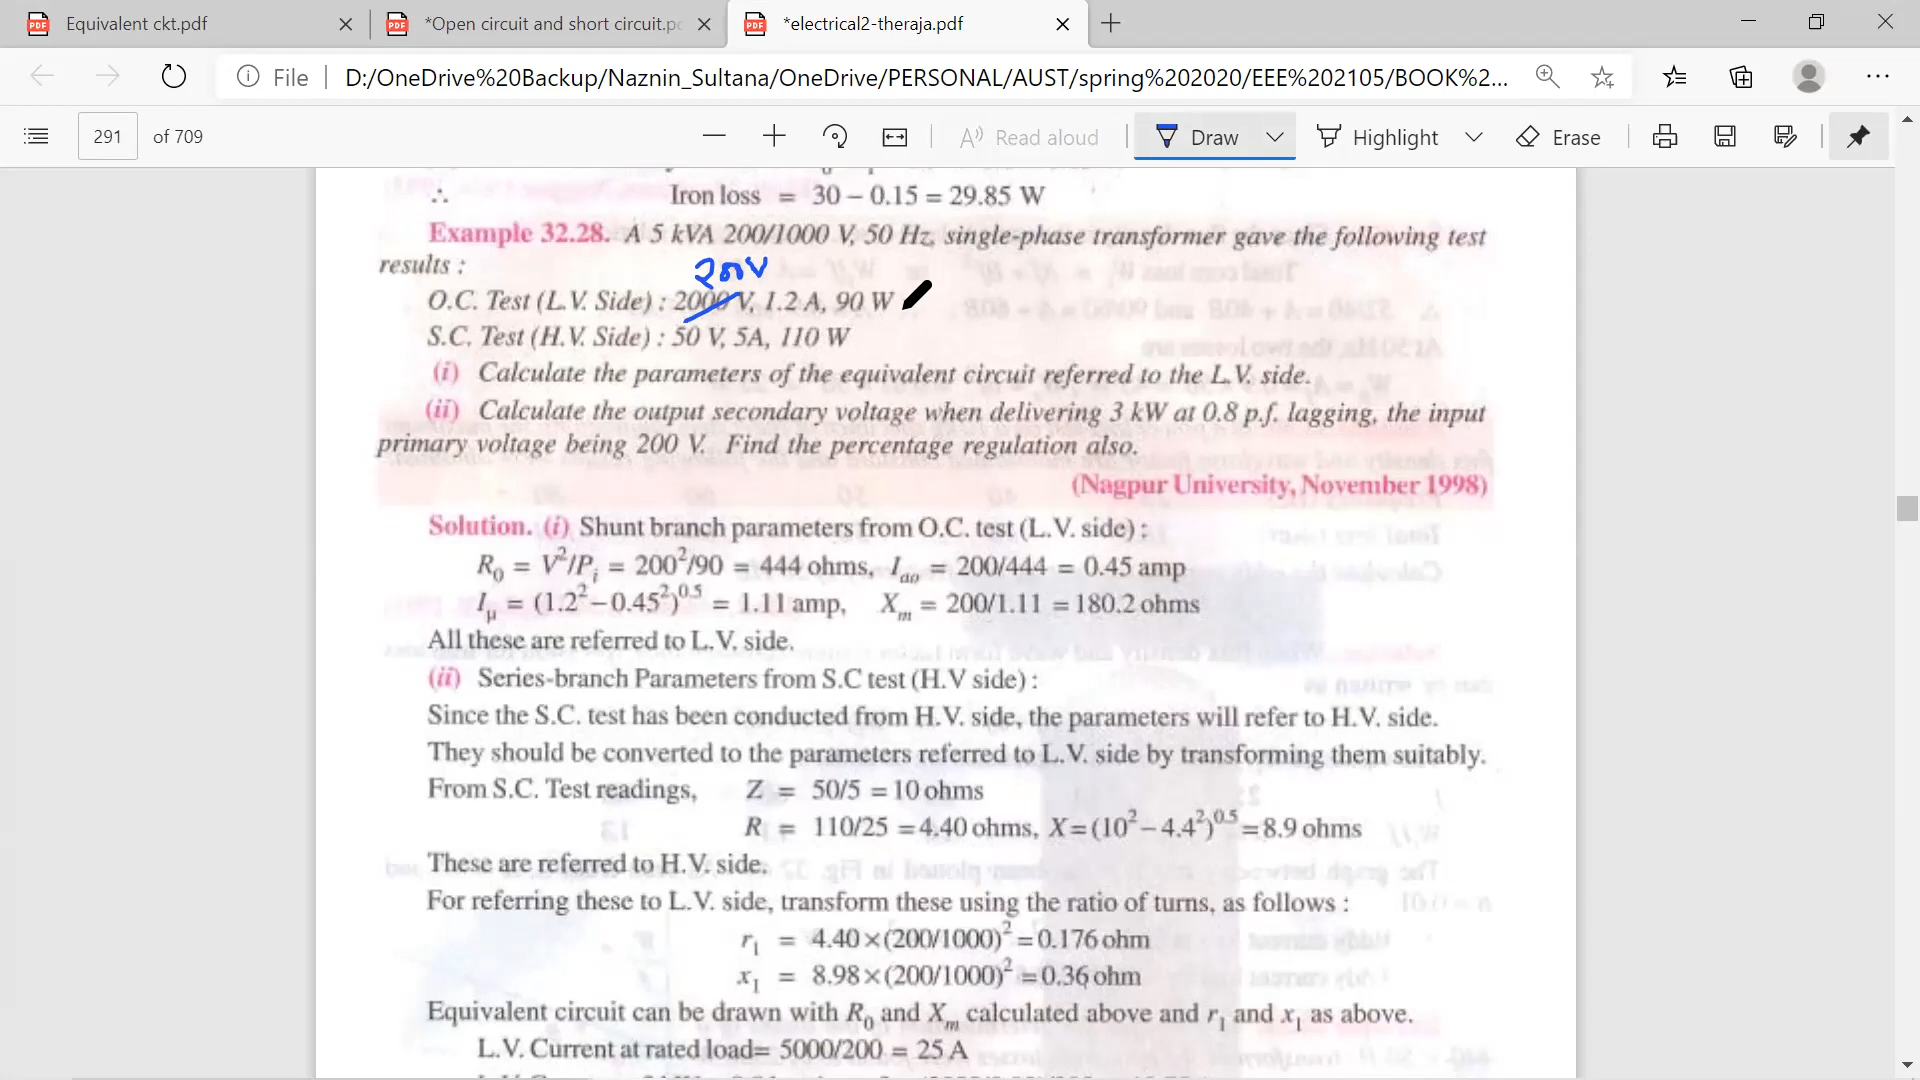 Equivalent ckt.pdf
*Open circuit and short circuit.pc
*electrical2-theraja.pdf
File
D:/OneDrive%20Backup/Naznin_Sultana/OneDrive/PERSONAL/AUST/spring%202020/EEE%202105/BOOK%2...
291 of 709
Read aloud
Draw
Highlight
Erase
∴ Iron loss = 30 – 0.15 = 29.85 W
Example 32.28. A 5 kVA 200/1000 V, 50 Hz, single-phase transformer gave the following test
results :
200V
O.C. Test (L.V. Side) : 2000 V, 1.2 A, 90 W
S.C. Test (H.V. Side) : 50 V, 5A, 110 W
(i) Calculate the parameters of the equivalent circuit referred to the L.V. side.
(ii) Calculate the output secondary voltage when delivering 3 kW at 0.8 p.f. lagging, the input
primary voltage being 200 V. Find the percentage regulation also.
(Nagpur University, November 1998)
Solution. (i) Shunt branch parameters from O.C. test (L.V. side) :
R₀ = V²/Pᵢ = 200²/90 = 444 ohms, Iₐₒ = 200/444 = 0.45 amp
I_μ = (1.2² – 0.45²)^0.5 = 1.11 amp, Xₘ = 200/1.11 = 180.2 ohms
All these are referred to L.V. side.
(ii) Series-branch Parameters from S.C test (H.V side) :
Since the S.C. test has been conducted from H.V. side, the parameters will refer to H.V. side.
They should be converted to the parameters referred to L.V. side by transforming them suitably.
From S.C. Test readings, Z = 50/5 = 10 ohms
R = 110/25 = 4.40 ohms, X = (10² – 4.4²)^0.5 = 8.9 ohms
These are referred to H.V. side.
For referring these to L.V. side, transform these using the ratio of turns, as follows :
r₁ = 4.40 × (200/1000)² = 0.176 ohm
x₁ = 8.98 × (200/1000)² = 0.36 ohm
Equivalent circuit can be drawn with R₀ and Xₘ calculated above and r₁ and x₁ as above.
L.V. Current at rated load= 5000/200 = 25 A